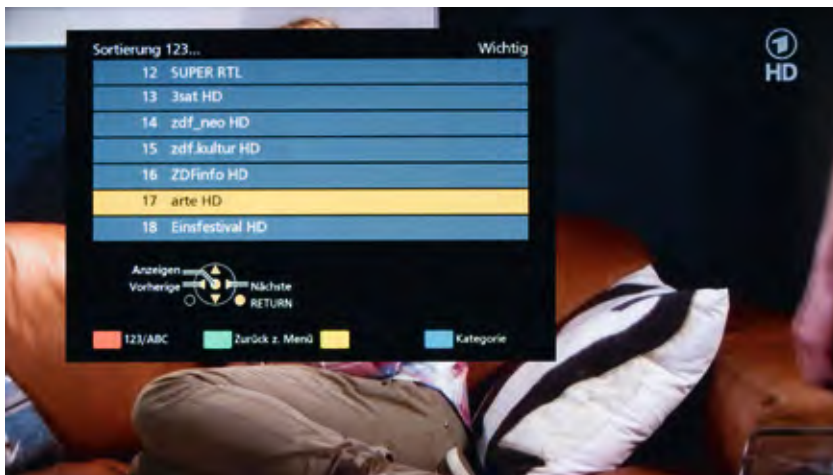 Sortierung 123... Wichtig
12 SUPER RTL
13 3sat HD
14 zdf_neo HD
15 zdf.kultur HD
16 ZDFinfo HD
17 arte HD
18 Einsfestival HD
Anzeigen
Vorherige Nächste
RETURN
123/ABC Zurück z. Menü Kategorie
1
HD